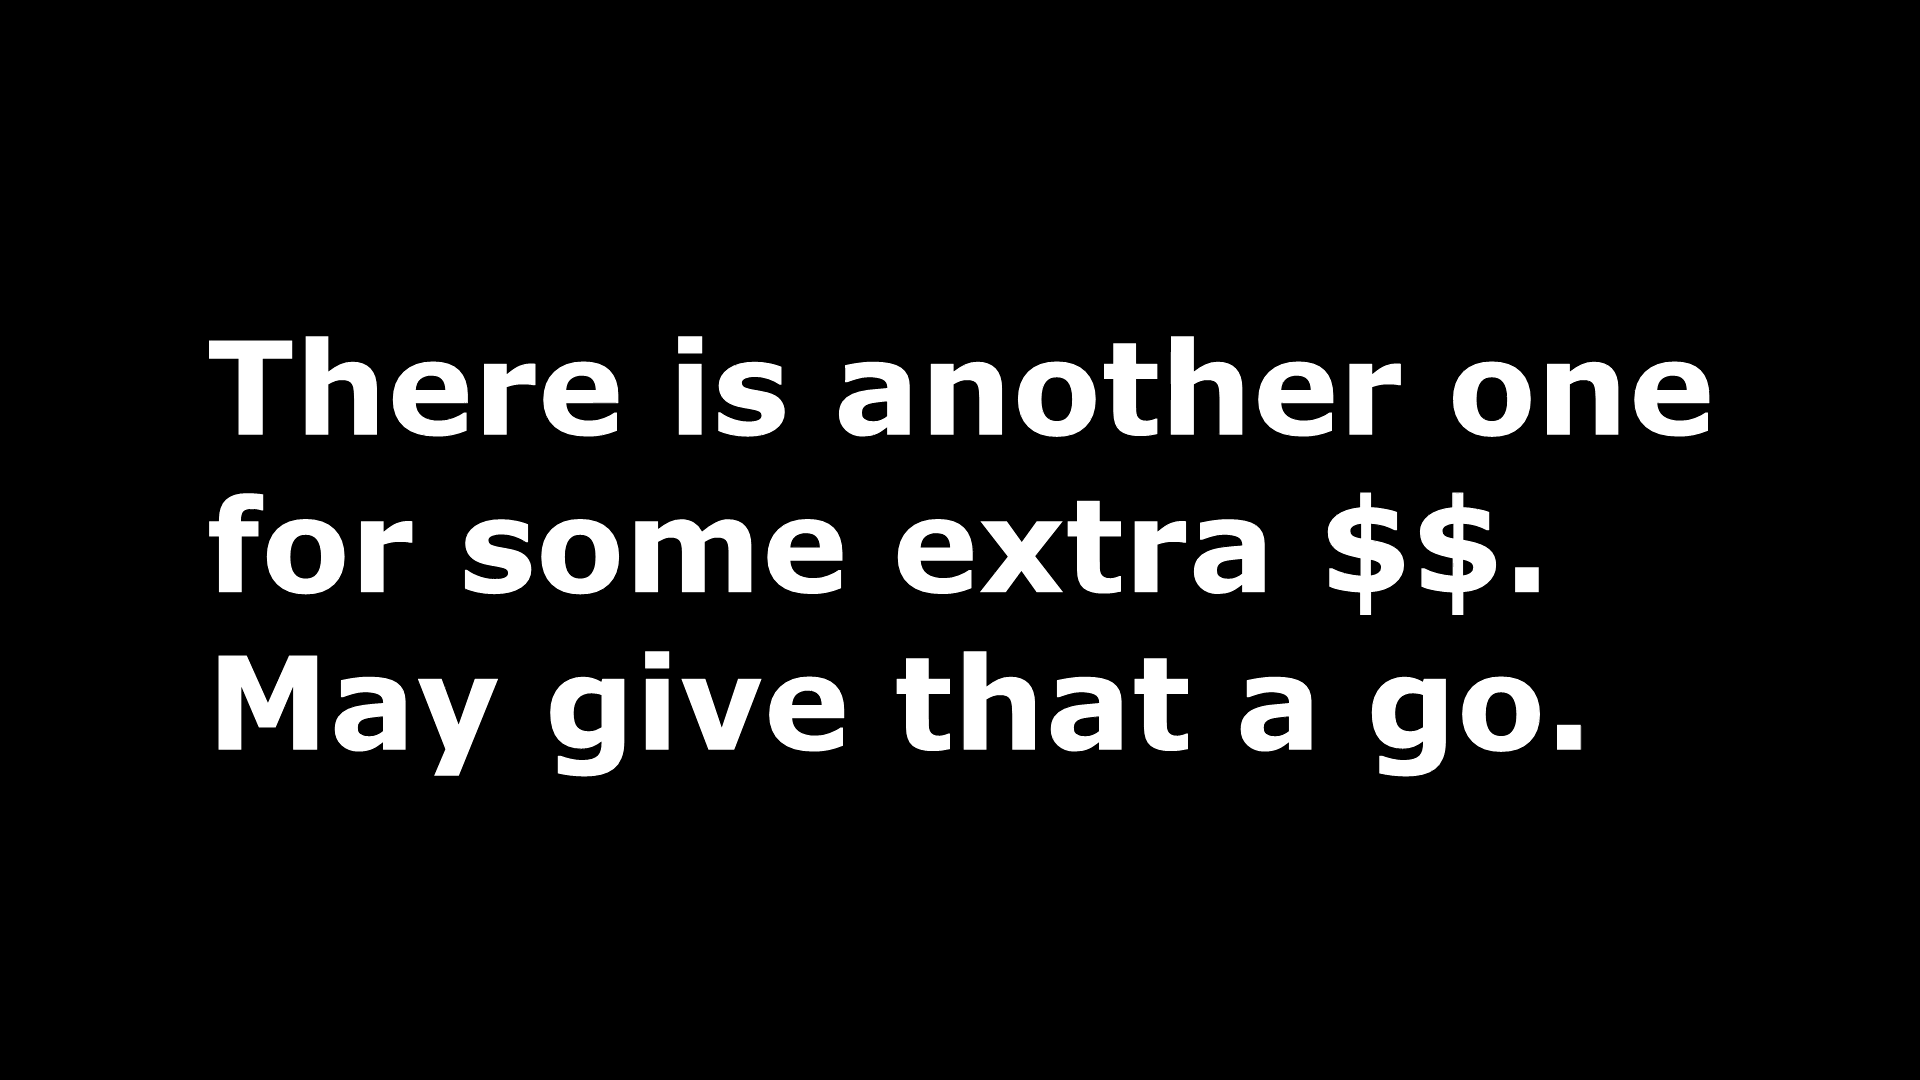 There is another one
for some extra $$.
May give that a go.